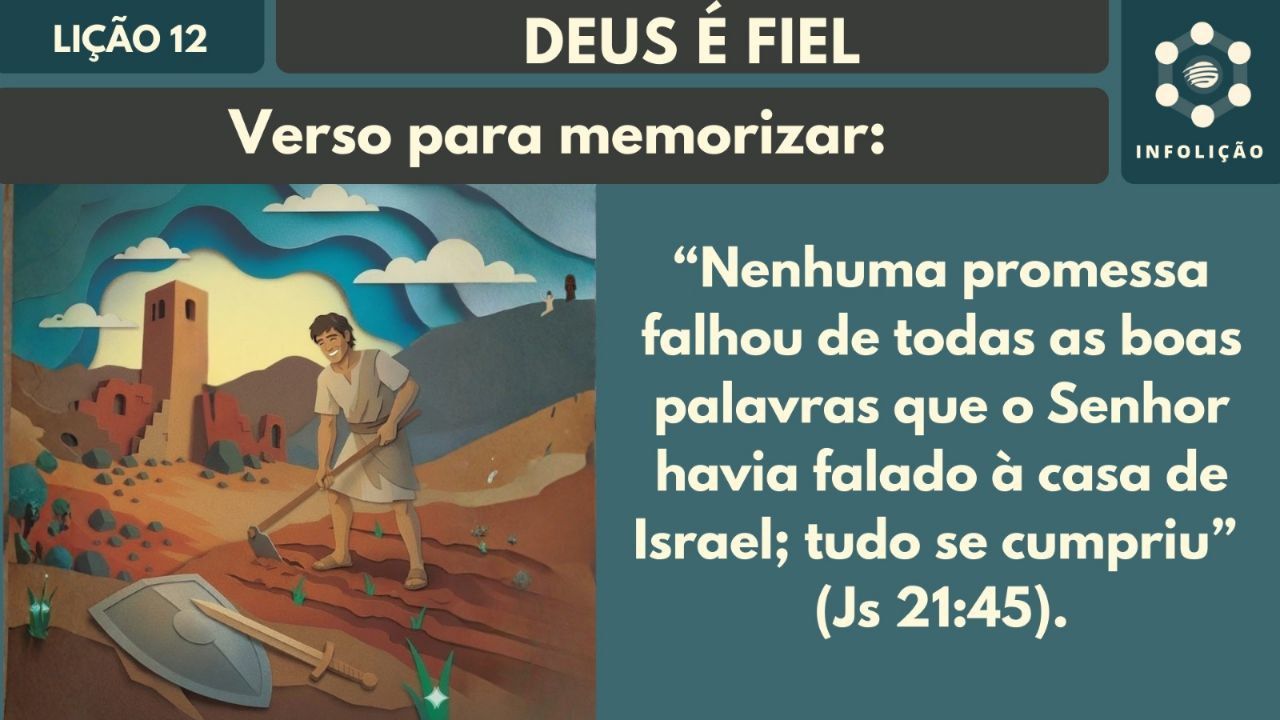 LIÇÃO 12
DEUS É FIEL
INFOLIÇÃO
Verso para memorizar:
“Nenhuma promessa
falhou de todas as boas
palavras que o Senhor
havia falado à casa de
Israel; tudo se cumpriu”
(Js 21:45).